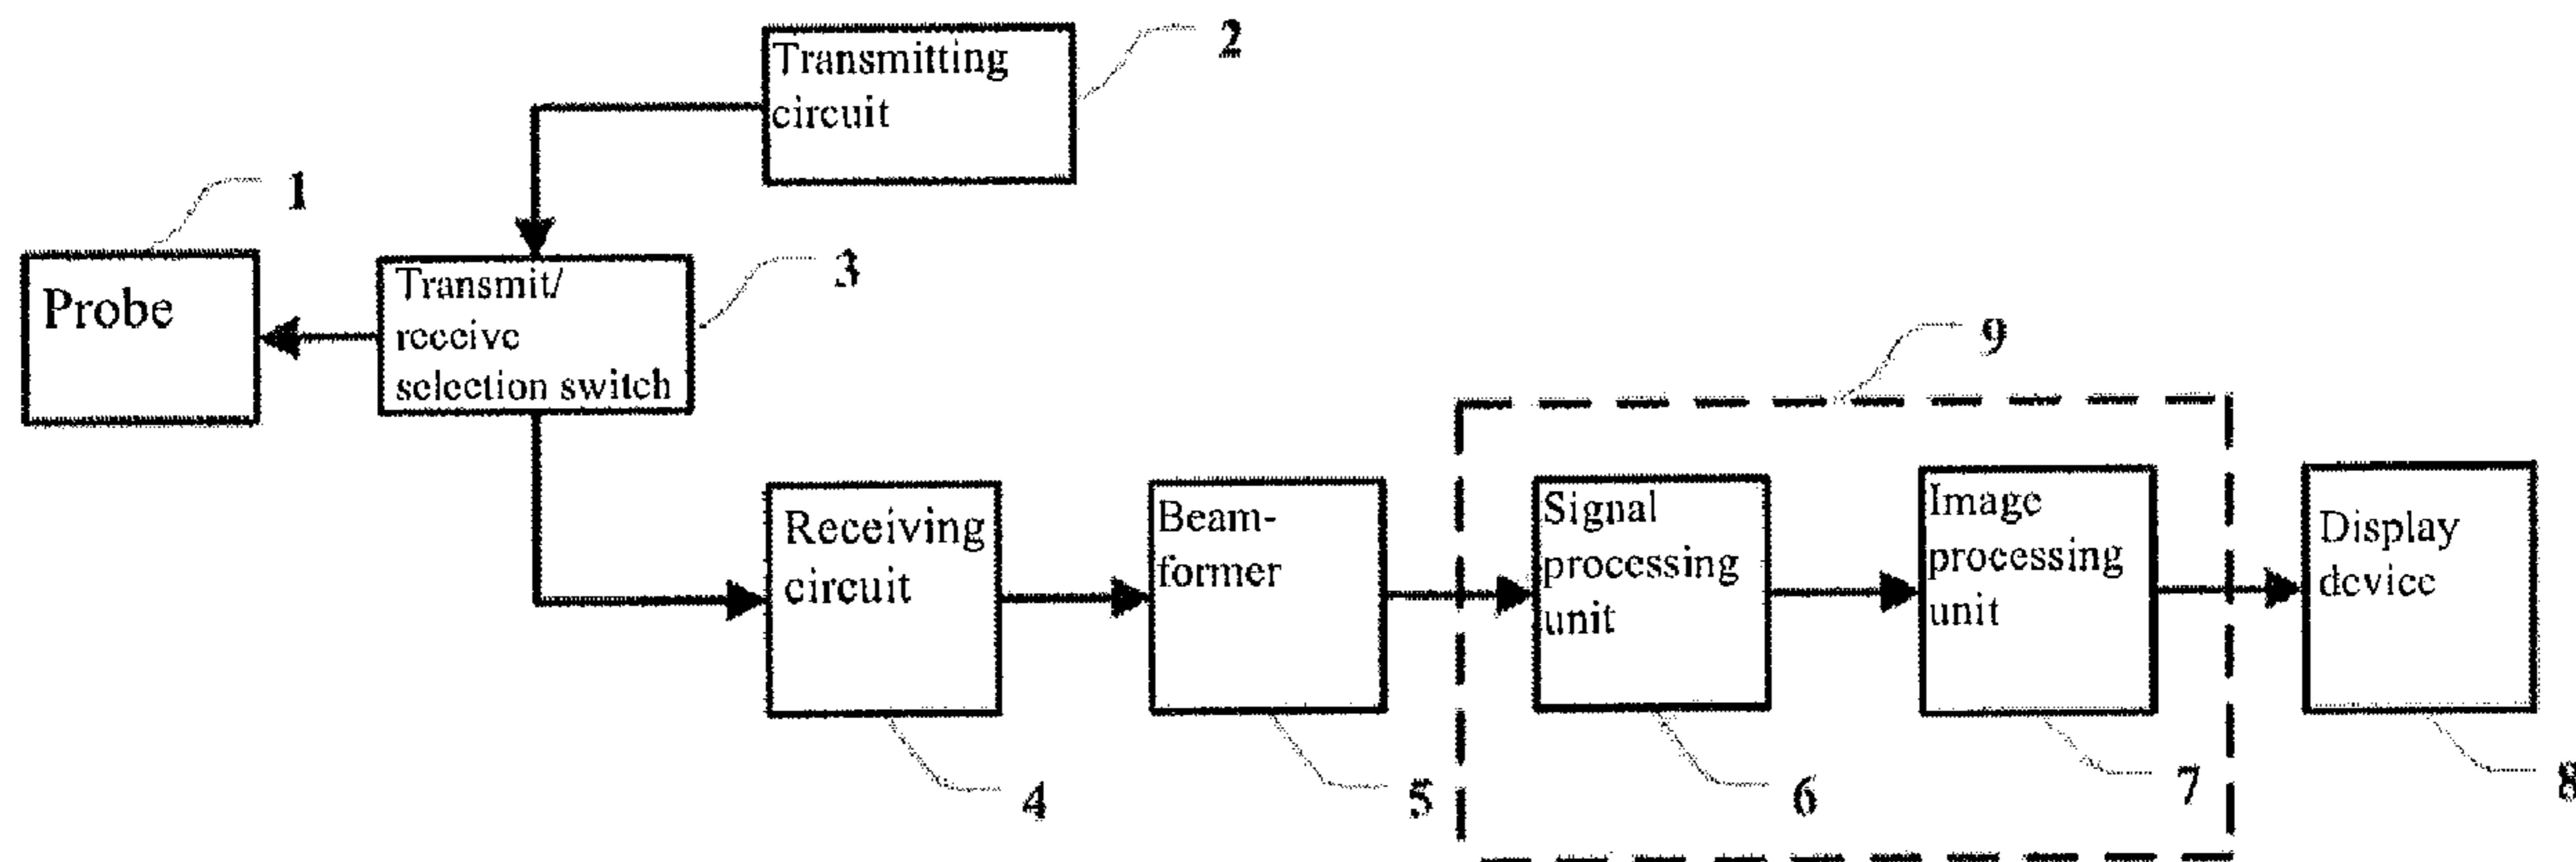 Transmitting
circuit
2
1
Probe
Transmit/
receive
selection switch
3
9
Receiving
circuit
4
Beam-
former
5
Signal
processing
unit
6
Image
processing
unit
7
Display
device
8